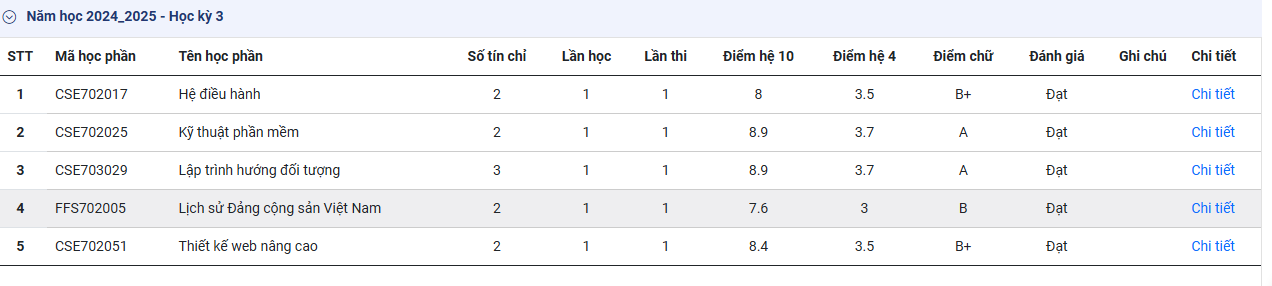 Năm học 2024_2025 - Học kỳ 3
STT Mã học phần Tên học phần Số tín chỉ Lần học Lần thi Điểm hệ 10 Điểm hệ 4 Điểm chữ Đánh giá Ghi chú Chi tiết
1 CSE702017 Hệ điều hành 2 1 1 8 3.5 B+ Đạt Chi tiết
2 CSE702025 Kỹ thuật phần mềm 2 1 1 8.9 3.7 A Đạt Chi tiết
3 CSE703029 Lập trình hướng đối tượng 3 1 1 8.9 3.7 A Đạt Chi tiết
4 FFS702005 Lịch sử Đảng cộng sản Việt Nam 2 1 1 7.6 3 B Đạt Chi tiết
5 CSE702051 Thiết kế web nâng cao 2 1 1 8.4 3.5 B+ Đạt Chi tiết